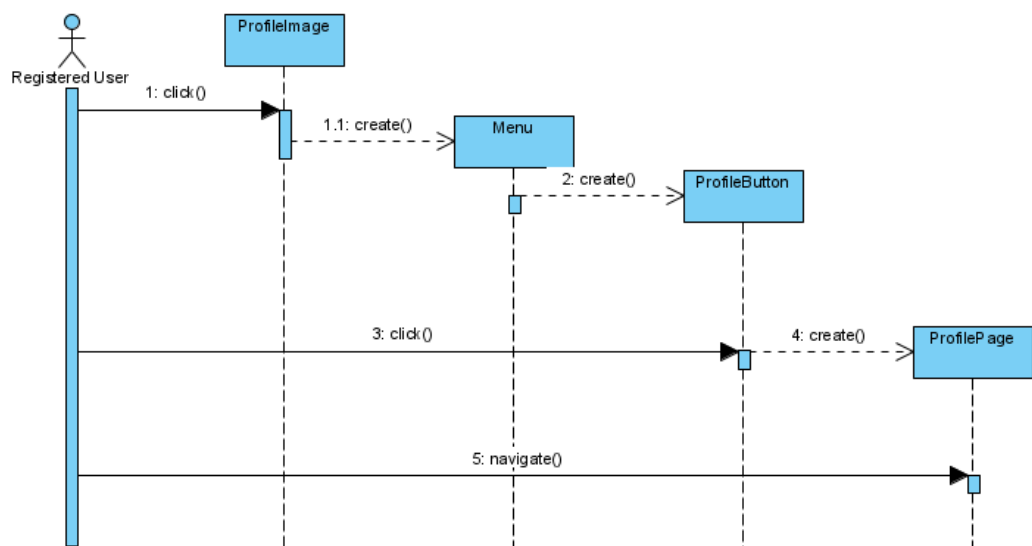 ProfileImage
Registered User
1: click()
1.1: create()
Menu
2: create()
ProfileButton
3: click()
4: create()
ProfilePage
5: navigate()